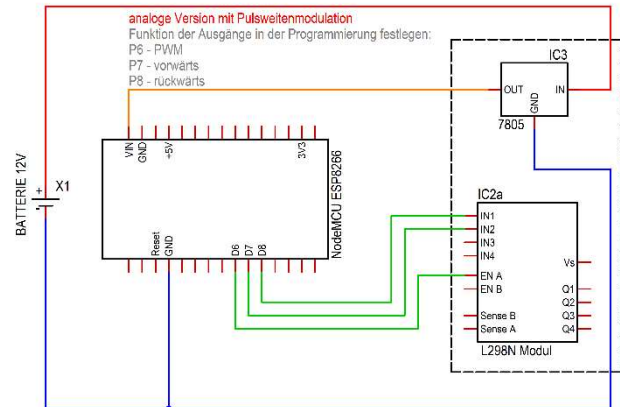 analoge Version mit Pulsweitenmodulation
Funktion der Ausgänge in der Programmierung festlegen:
P6 - PWM
P7 - vorwärts
P8 - rückwärts
IC3
OUT
IN
GND
7805
VIN
GND
+5V
3V3
NodeMCU ESP8266
BATTERIE 12V
+
-
X1
Reset
GND
D6
D7
D8
IC2a
IN1
IN2
IN3
IN4
Vs
EN A
EN B
Q1
Q2
Sense B
Q3
Sense A
Q4
L298N Modul